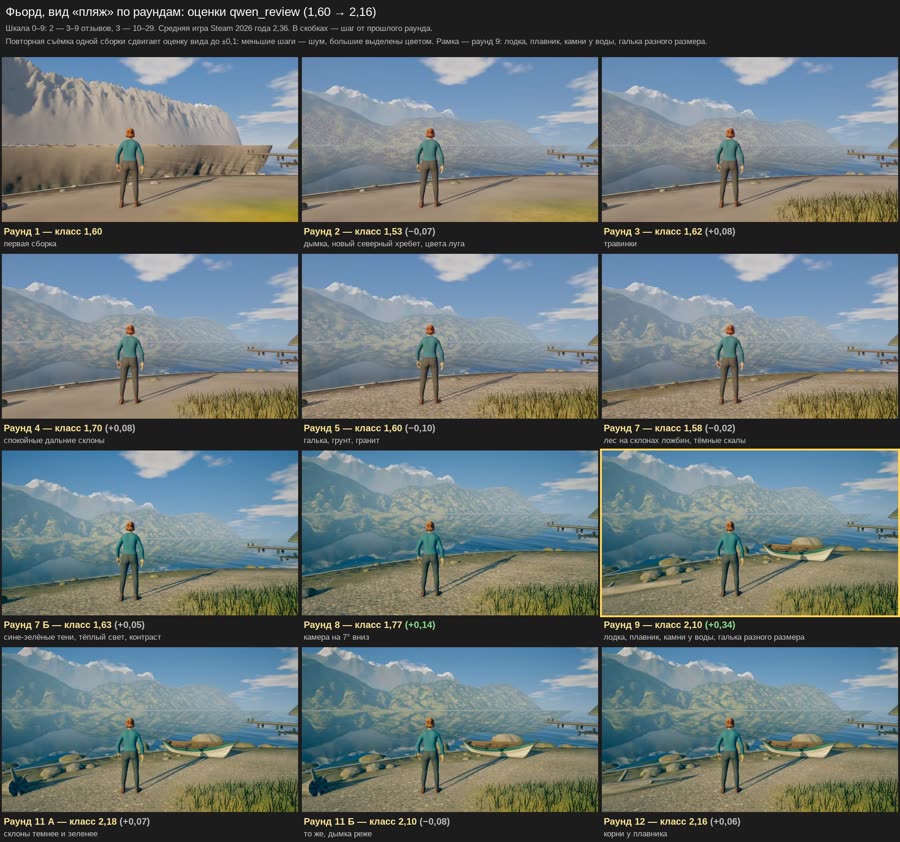 Фьорд, вид «пляж» по раундам: оценки qwen_review (1,60 → 2,16)
Шкала 0–9: 2 — 3–9 отзывов, 3 — 10–29. Средняя игра Steam 2026 года 2,36. В скобках — шаг от прошлого раунда.
Повторная съёмка одной сборки сдвигает оценку вида до ±0,1: меньшие шаги — шум, большие выделены цветом. Рамка — раунд 9: лодка, плавник, камни у воды, галька разного размера.
Раунд 1 — класс 1,60
первая сборка
Раунд 2 — класс 1,53 (−0,07)
дымка, новый северный хребет, цвета луга
Раунд 3 — класс 1,62 (+0,08)
травинки
Раунд 4 — класс 1,70 (+0,08)
спокойные дальние склоны
Раунд 5 — класс 1,60 (−0,10)
галька, грунт, гранит
Раунд 7 — класс 1,58 (−0,02)
лес на склонах ложбин, тёмные скалы
Раунд 7 Б — класс 1,63 (+0,05)
сине-зелёные тени, тёплый свет, контраст
Раунд 8 — класс 1,77 (+0,14)
камера на 7° вниз
Раунд 9 — класс 2,10 (+0,34)
лодка, плавник, камни у воды, галька разного размера
Раунд 11 А — класс 2,18 (+0,07)
склоны темнее и зеленее
Раунд 11 Б — класс 2,10 (−0,08)
то же, дымка реже
Раунд 12 — класс 2,16 (+0,06)
корни у плавника